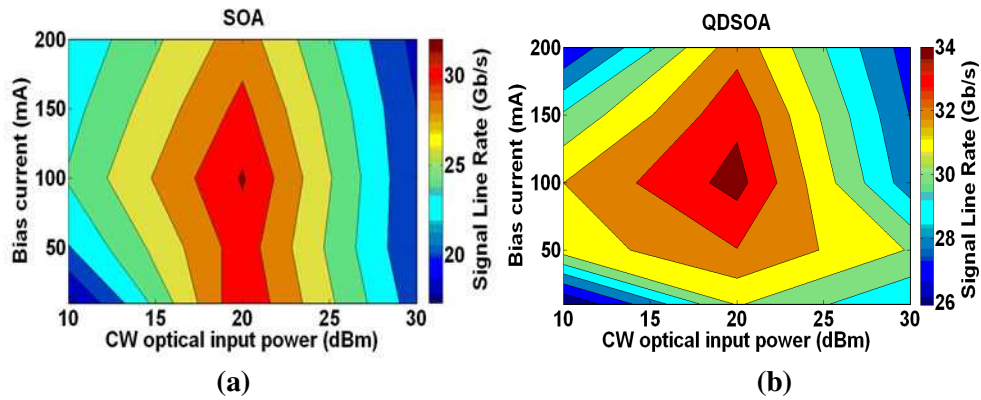 SOA
200
150
100
50
10 15 20 25 30
Bias current (mA)
CW optical input power (dBm)
30
25
20
Signal Line Rate (Gb/s)
(a)
QDSOA
200
150
100
50
10 15 20 25 30
Bias current (mA)
CW optical input power (dBm)
34
32
30
28
26
Signal Line Rate (Gb/s)
(b)